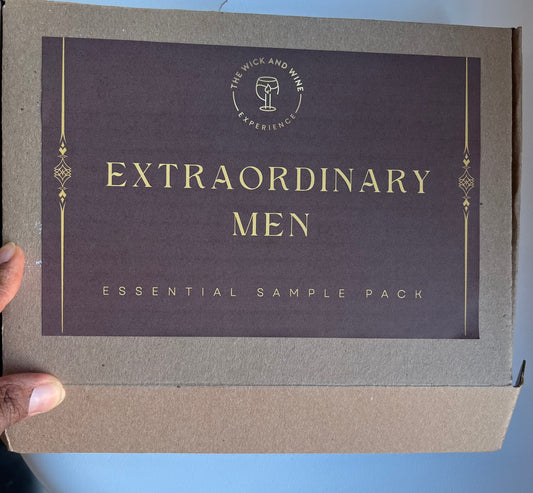 THE WICK AND WINE
EXPERIENCE
EXTRAORDINARY
MEN
ESSENTIAL SAMPLE PACK